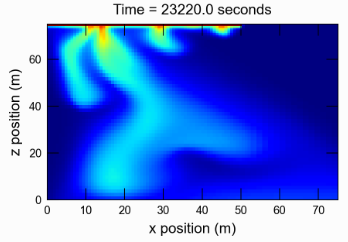 Time = 23220.0 seconds
z position (m)
60
40
20
0
0 10 20 30 40 50 60 70
x position (m)